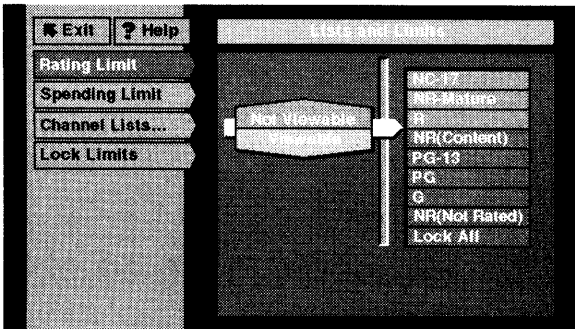 Exit ? Help
Lists and Limits
Rating Limit
Spending Limit
Channel Lists...
Lock Limits
Not Viewable
Viewable
NC-17
NR-Mature
R
NR(Content)
PG-13
PG
G
NR(Not Rated)
Lock All